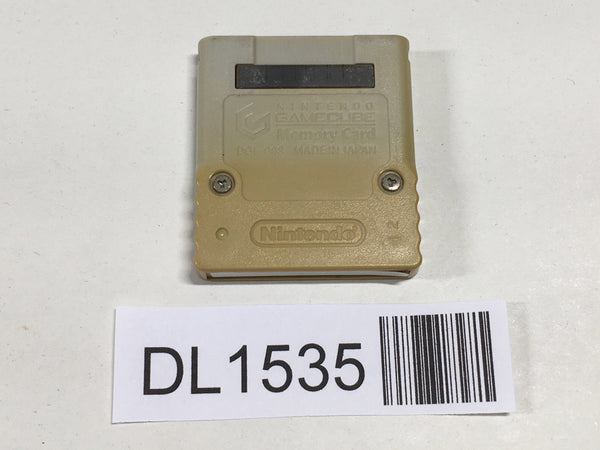 NINTENDO
GAMECUBE
Memory Card
DOL-008 MADE IN JAPAN
Nintendo
DL1535